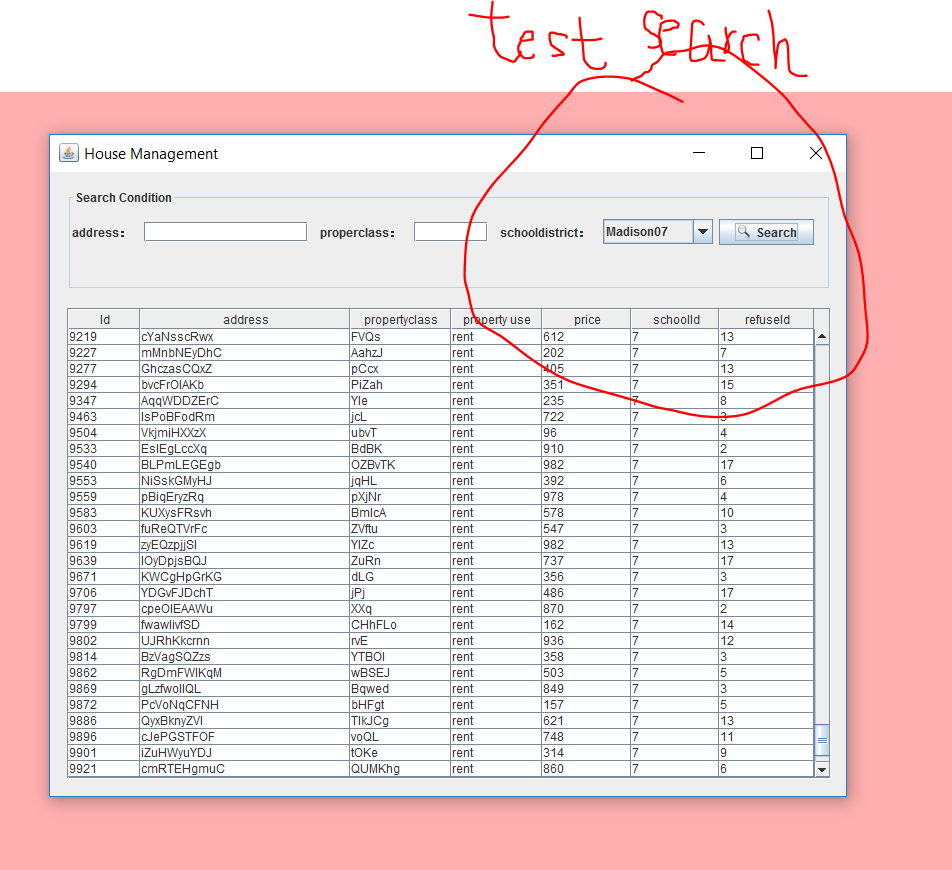 test search
House Management
Search Condition
address： properclass： schooldistrict： Madison07 Search
Id address propertyclass property use price schoolId refuseId
9219 cYaNsscRwx FVQs rent 612 7 13
9227 mMnbNEyDhC AahzJ rent 202 7 7
9277 GhczasCQxZ pCcx rent 405 7 13
9294 bvcFrOlAKb PiZah rent 351 7 15
9347 AqqWDDZErC YIe rent 235 7 8
9463 IsPoBFodRm jcL rent 722 7 3
9504 VkjmiHXXzX ubvT rent 96 7 4
9533 EsIEgLccXq BdBK rent 910 7 2
9540 BLPmLEGEgb OZBvTK rent 982 7 17
9553 NiSskGMyHJ jqHL rent 392 7 6
9559 pBiqEryzRq pXjNr rent 978 7 4
9583 KUXysFRsvh BmIcA rent 578 7 10
9603 fuReQTVrFc ZVftu rent 547 7 3
9619 zyEQzpjjSI YIZc rent 982 7 13
9639 IOyDpjsBQJ ZuRn rent 737 7 17
9671 KWCgHpGrKG dLG rent 356 7 3
9706 YDGvFJDchT jPj rent 486 7 17
9797 cpeOIEAAWu XXq rent 870 7 2
9799 fwawIivfSD CHhFLo rent 162 7 14
9802 UJRhKkcrnn rvE rent 936 7 12
9814 BzVagSQZzs YTBOI rent 358 7 3
9862 RgDmFWIKqM wBSEJ rent 503 7 5
9869 gLzfwolIQL Bqwed rent 849 7 3
9872 PcVoNqCFNH bHFgt rent 157 7 5
9886 QyxBknyZVI TIkJCg rent 621 7 13
9896 cJePGSTFOF voQL rent 748 7 11
9901 iZuHWyuYDJ tOKe rent 314 7 9
9921 cmRTEHgmuC QUMKhg rent 860 7 6